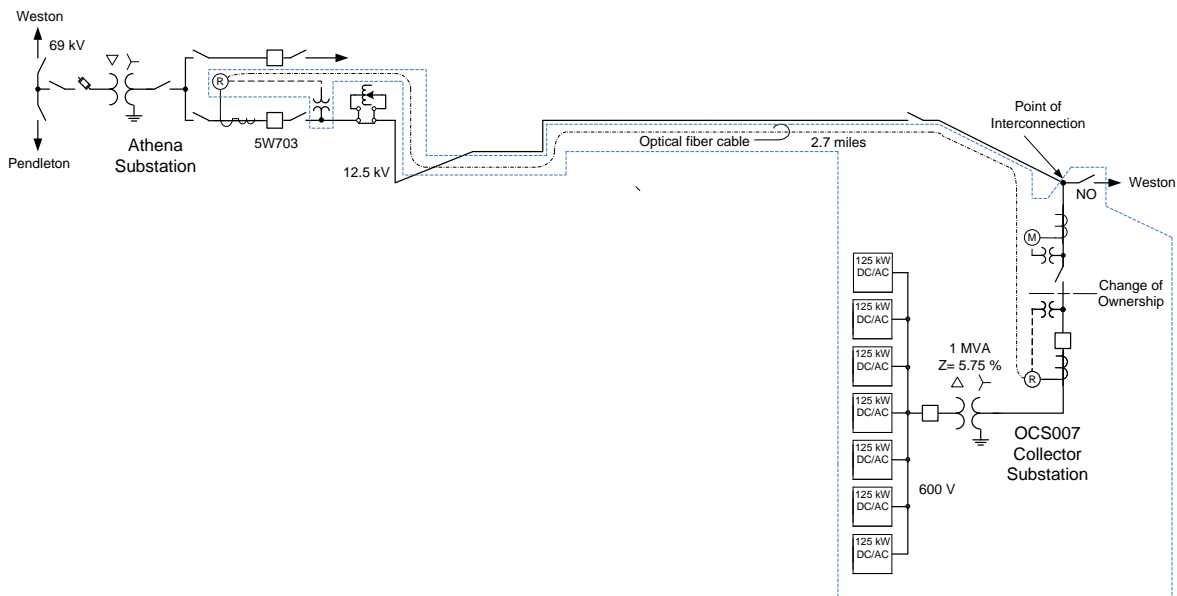 Weston
69 kV
Pendleton
Athena
Substation
R
5W703
12.5 kV
Optical fiber cable
2.7 miles
Point of
Interconnection
Weston
NO
M
Change of
Ownership
R
1 MVA
Z= 5.75 %
OCS007
Collector
Substation
600 V
125 kW
DC/AC
125 kW
DC/AC
125 kW
DC/AC
125 kW
DC/AC
125 kW
DC/AC
125 kW
DC/AC
125 kW
DC/AC